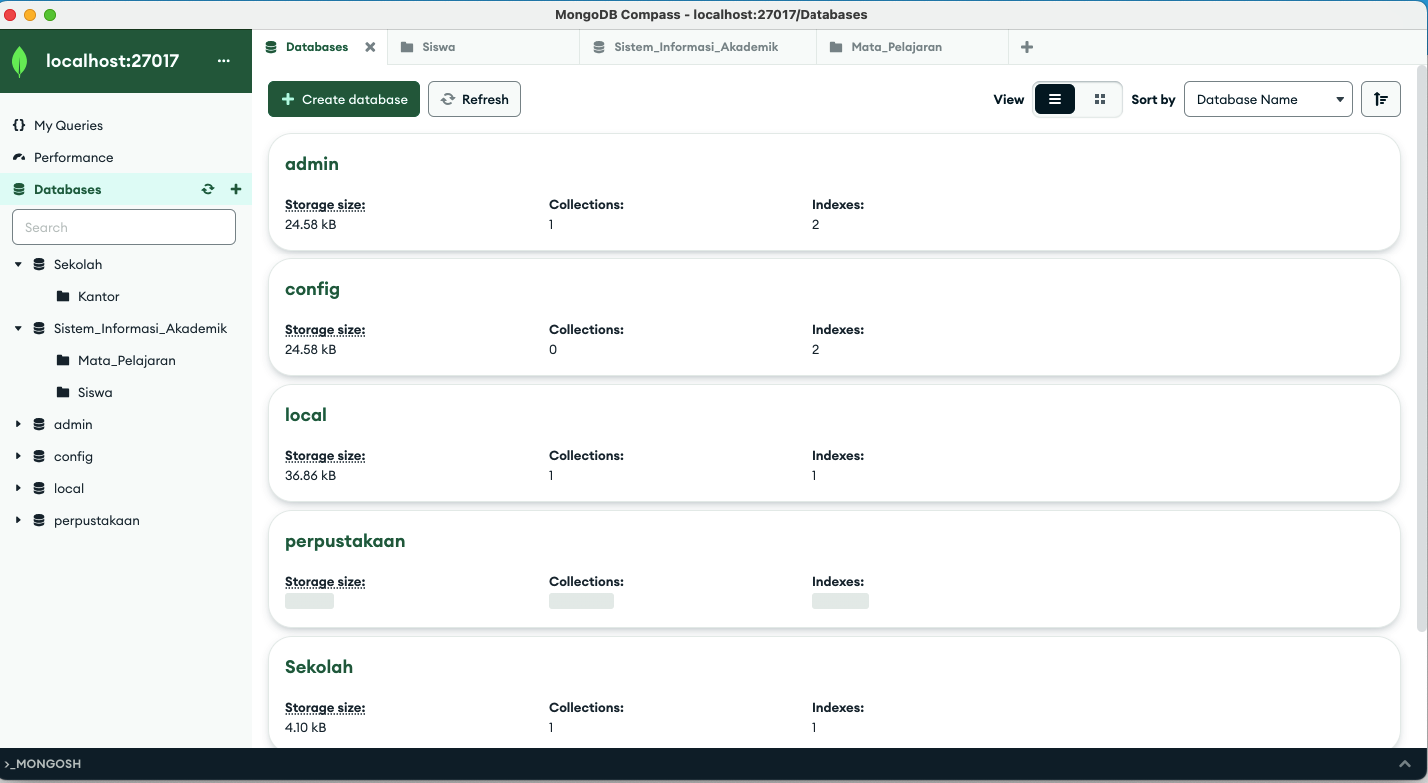 MongoDB Compass - localhost:27017/Databases
localhost:27017
Databases
Siswa
Sistem_Informasi_Akademik
Mata_Pelajaran
Create database
Refresh
View
Sort by
Database Name
My Queries
Performance
Databases
Search
Sekolah
Kantor
Sistem_Informasi_Akademik
Mata_Pelajaran
Siswa
admin
config
local
perpustakaan
admin
Storage size: Collections: Indexes:
24.58 kB 1 2
config
Storage size: Collections: Indexes:
24.58 kB 0 2
local
Storage size: Collections: Indexes:
36.86 kB 1 1
perpustakaan
Storage size: Collections: Indexes:
Sekolah
Storage size: Collections: Indexes:
4.10 kB 1 1
>_MONGOSH